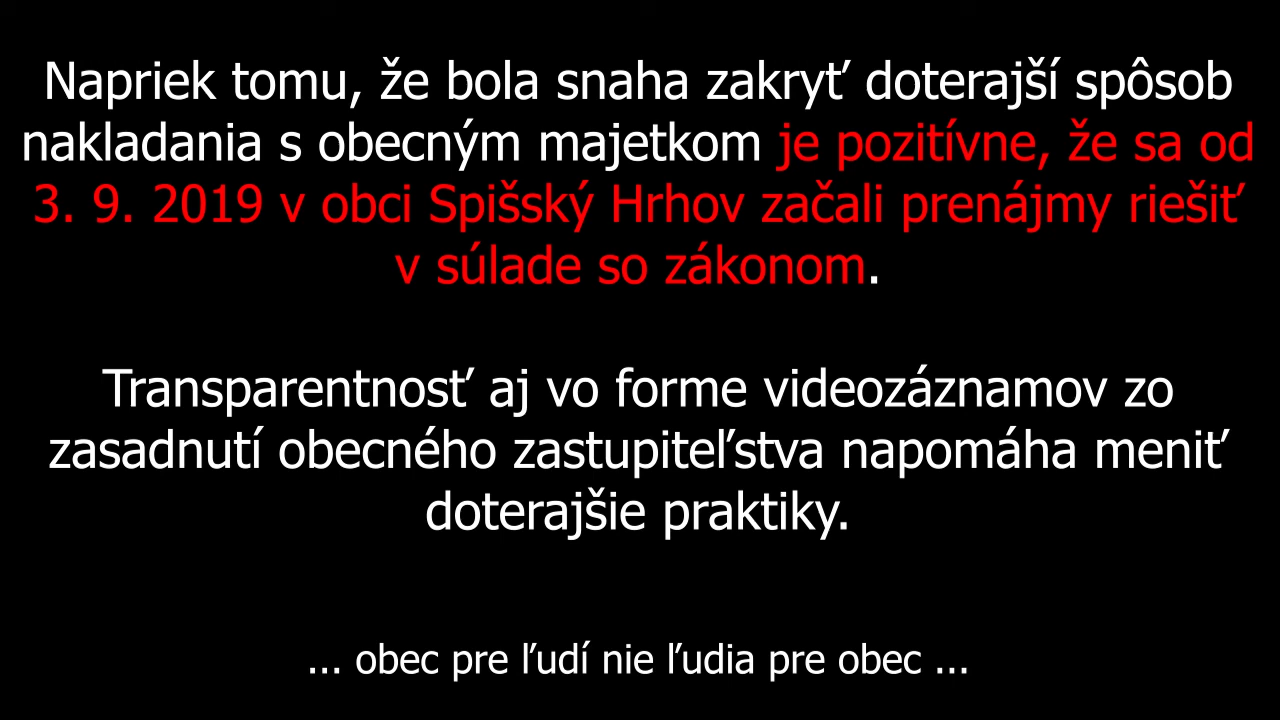 Napriek tomu, že bola snaha zakryť doterajší spôsob
nakladania s obecným majetkom je pozitívne, že sa od
3. 9. 2019 v obci Spišský Hrhov začali prenájmy riešiť
v súlade so zákonom.
Transparentnosť aj vo forme videozáznamov zo
zasadnutí obecného zastupiteľstva napomáha meniť
doterajšie praktiky.
... obec pre ľudí nie ľudia pre obec ...